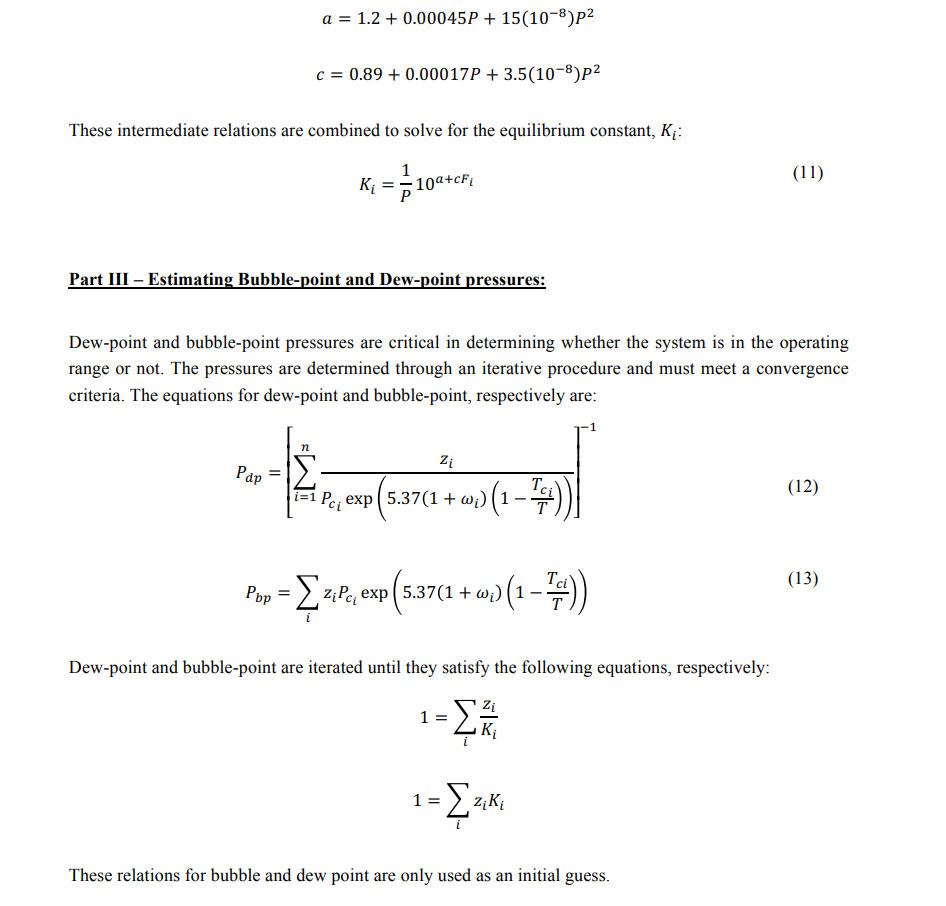 a = 1.2 + 0.00045P + 15(10⁻⁸)P²
c = 0.89 + 0.00017P + 3.5(10⁻⁸)P²
These intermediate relations are combined to solve for the equilibrium constant, Kᵢ:
Kᵢ = \frac{1}{P} 10^{a+cFᵢ} (11)
Part III – Estimating Bubble-point and Dew-point pressures:
Dew-point and bubble-point pressures are critical in determining whether the system is in the operating
range or not. The pressures are determined through an iterative procedure and must meet a convergence
criteria. The equations for dew-point and bubble-point, respectively are:
P_{dp} = \left[\sum_{i=1}^{n} \frac{z_i}{P_{c_i} \exp\left(5.37(1 + ω_i)\left(1 - \frac{T_{ci}}{T}\right)\right)}\right]^{-1} (12)
P_{bp} = \sum_{i} z_i P_{c_i} \exp\left(5.37(1 + ω_i)\left(1 - \frac{T_{ci}}{T}\right)\right) (13)
Dew-point and bubble-point are iterated until they satisfy the following equations, respectively:
1 = \sum_{i} \frac{z_i}{K_i}
1 = \sum_{i} z_i K_i
These relations for bubble and dew point are only used as an initial guess.